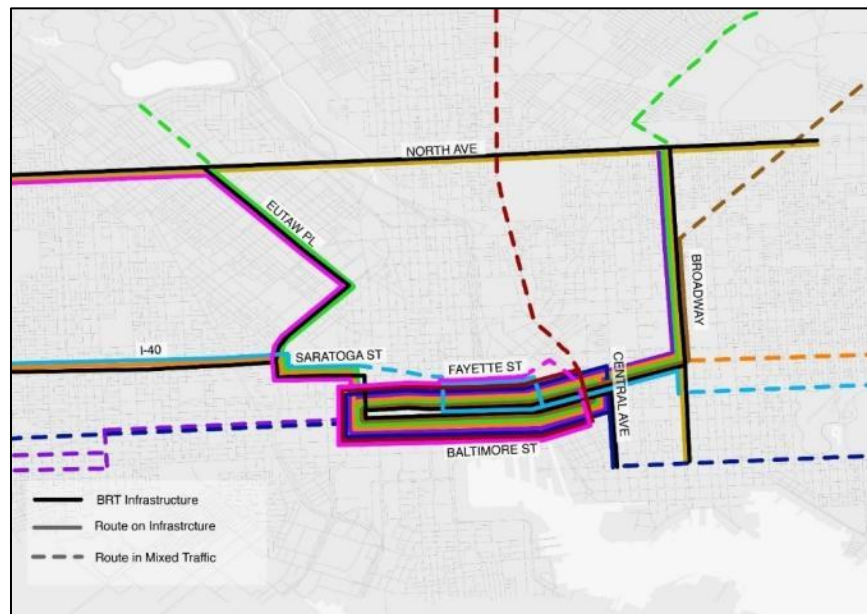 NORTH AVE
EUTAW PL
BROADWAY
I-40
SARATOGA ST
FAYETTE ST
CENTRAL AVE
BALTIMORE ST
BRT Infrastructure
Route on Infrastrcture
Route in Mixed Traffic